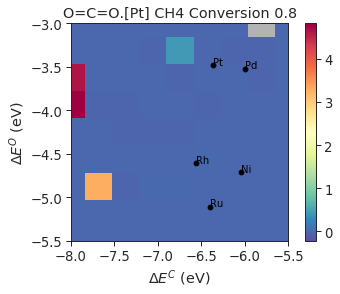 O=C=O.[Pt] CH4 Conversion 0.8
−3.0
−3.5
−4.0
−4.5
−5.0
−5.5
ΔE^O (eV)
Pt
Pd
Rh
Ni
Ru
−8.0 −7.5 −7.0 −6.5 −6.0 −5.5
ΔE^C (eV)
4
3
2
1
0